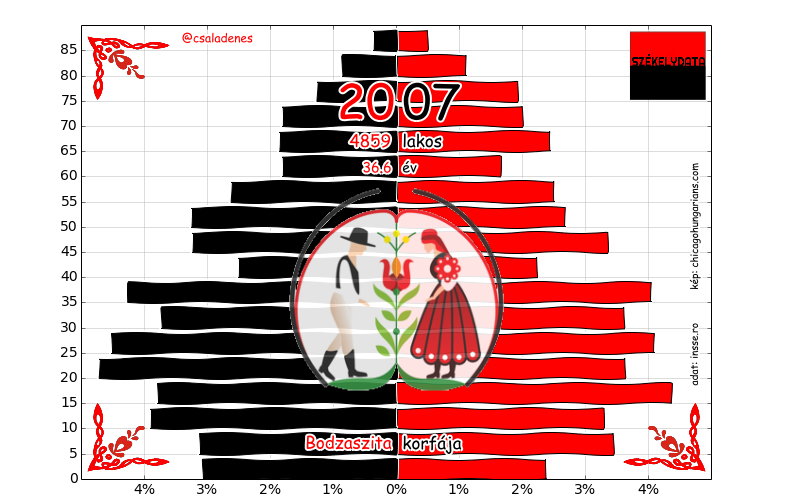 @csaladenes
SZÉKELYDATA
2007
4859 lakos
36.6 év
kép: chicagohungarians.com
adat: insse.ro
Bodzaszita korfája
85
80
75
70
65
60
55
50
45
40
35
30
25
20
15
10
5
0
4% 3% 2% 1% 0% 1% 2% 3% 4%